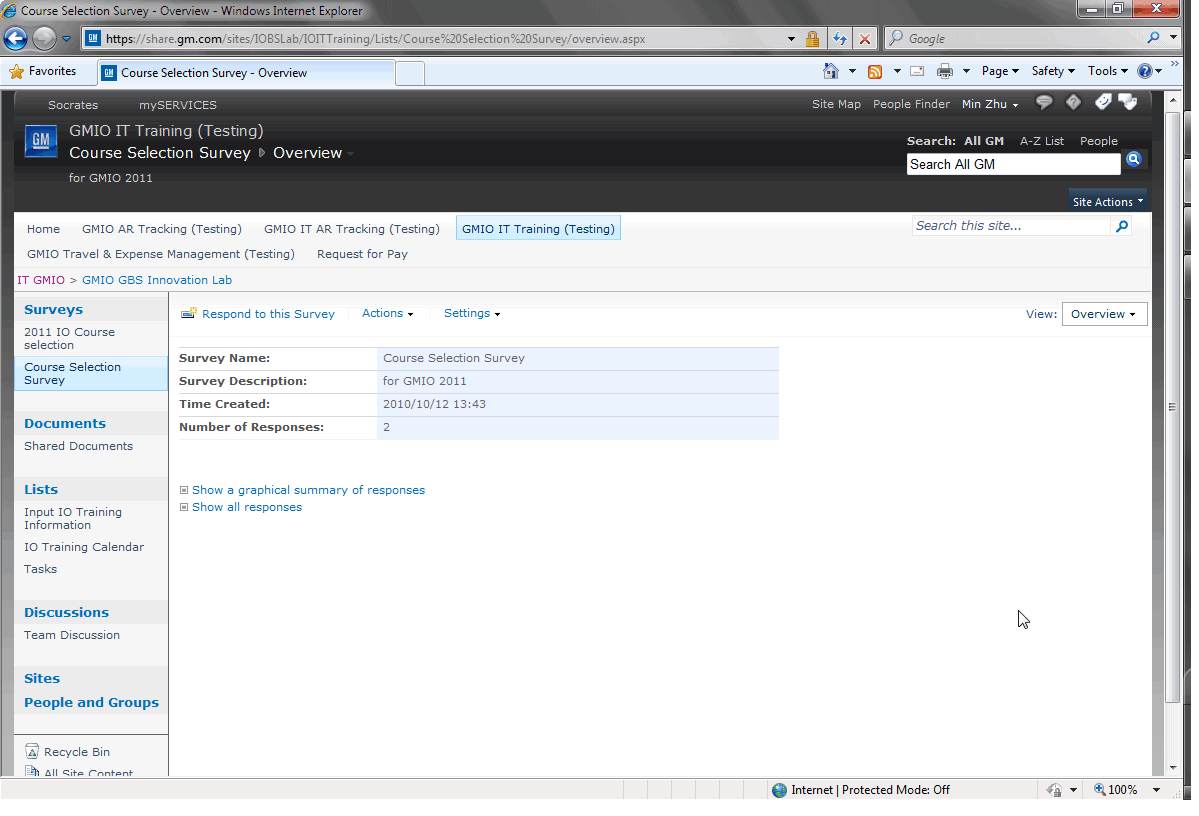 Course Selection Survey - Overview - Windows Internet Explorer
https://share.gm.com/sites/IOBSLab/IOITTraining/Lists/Course%20Selection%20Survey/overview.aspx
Google
Favorites
GM Course Selection Survey - Overview
Page Safety Tools
Socrates mySERVICES
Site Map People Finder Min Zhu
GM
GMIO IT Training (Testing)
Course Selection Survey Overview
for GMIO 2011
Search: All GM A-Z List People
Search All GM
Site Actions
Home GMIO AR Tracking (Testing) GMIO IT AR Tracking (Testing) GMIO IT Training (Testing)
Search this site...
GMIO Travel & Expense Management (Testing) Request for Pay
IT GMIO > GMIO GBS Innovation Lab
Surveys
2011 IO Course
selection
Course Selection
Survey
Documents
Shared Documents
Lists
Input IO Training
Information
IO Training Calendar
Tasks
Discussions
Team Discussion
Sites
People and Groups
Recycle Bin
All Site Content
Respond to this Survey Actions Settings
View: Overview
Survey Name: Course Selection Survey
Survey Description: for GMIO 2011
Time Created: 2010/10/12 13:43
Number of Responses: 2
Show a graphical summary of responses
Show all responses
Internet | Protected Mode: Off
100%